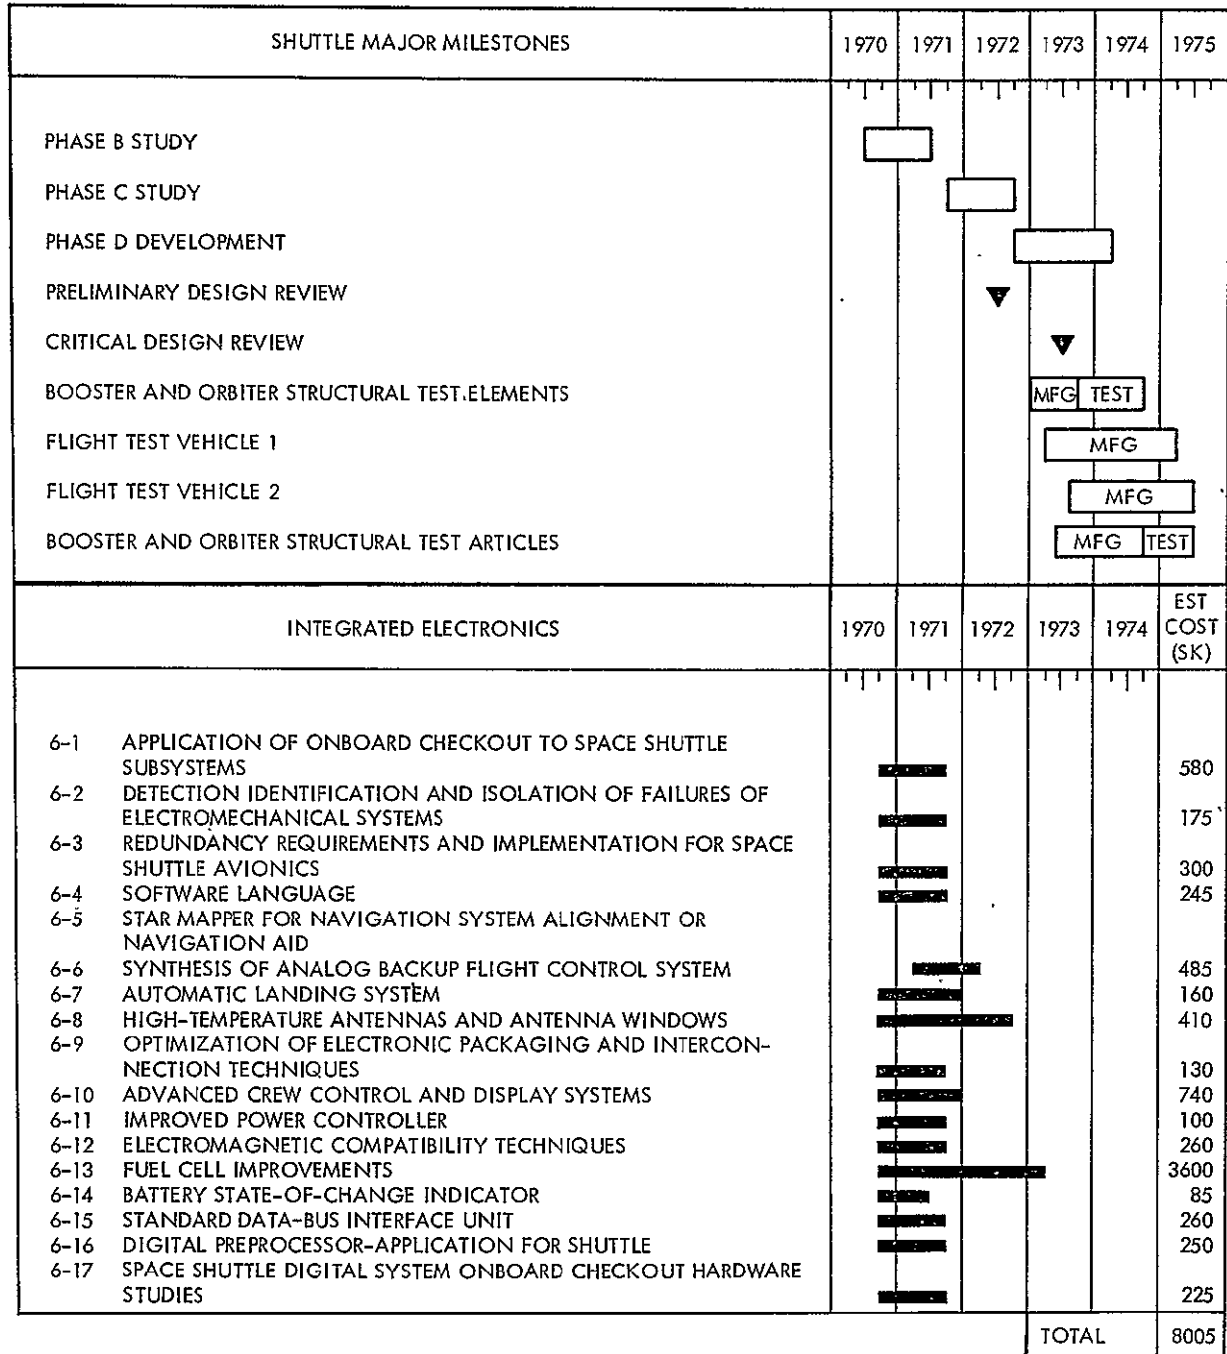 SHUTTLE MAJOR MILESTONES 1970 1971 1972 1973 1974 1975
PHASE B STUDY
PHASE C STUDY
PHASE D DEVELOPMENT
PRELIMINARY DESIGN REVIEW
CRITICAL DESIGN REVIEW
BOOSTER AND ORBITER STRUCTURAL TEST ELEMENTS MFG TEST
FLIGHT TEST VEHICLE 1 MFG
FLIGHT TEST VEHICLE 2 MFG
BOOSTER AND ORBITER STRUCTURAL TEST ARTICLES MFG TEST
INTEGRATED ELECTRONICS 1970 1971 1972 1973 1974 EST
COST
(SK)
6-1 APPLICATION OF ONBOARD CHECKOUT TO SPACE SHUTTLE
SUBSYSTEMS 580
6-2 DETECTION IDENTIFICATION AND ISOLATION OF FAILURES OF
ELECTROMECHANICAL SYSTEMS 175
6-3 REDUNDANCY REQUIREMENTS AND IMPLEMENTATION FOR SPACE
SHUTTLE AVIONICS 300
6-4 SOFTWARE LANGUAGE 245
6-5 STAR MAPPER FOR NAVIGATION SYSTEM ALIGNMENT OR
NAVIGATION AID
6-6 SYNTHESIS OF ANALOG BACKUP FLIGHT CONTROL SYSTEM 485
6-7 AUTOMATIC LANDING SYSTEM 160
6-8 HIGH-TEMPERATURE ANTENNAS AND ANTENNA WINDOWS 410
6-9 OPTIMIZATION OF ELECTRONIC PACKAGING AND INTERCON-
NECTION TECHNIQUES 130
6-10 ADVANCED CREW CONTROL AND DISPLAY SYSTEMS 740
6-11 IMPROVED POWER CONTROLLER 100
6-12 ELECTROMAGNETIC COMPATIBILITY TECHNIQUES 260
6-13 FUEL CELL IMPROVEMENTS 3600
6-14 BATTERY STATE-OF-CHANGE INDICATOR 85
6-15 STANDARD DATA-BUS INTERFACE UNIT 260
6-16 DIGITAL PREPROCESSOR-APPLICATION FOR SHUTTLE 250
6-17 SPACE SHUTTLE DIGITAL SYSTEM ONBOARD CHECKOUT HARDWARE
STUDIES 225
TOTAL 8005